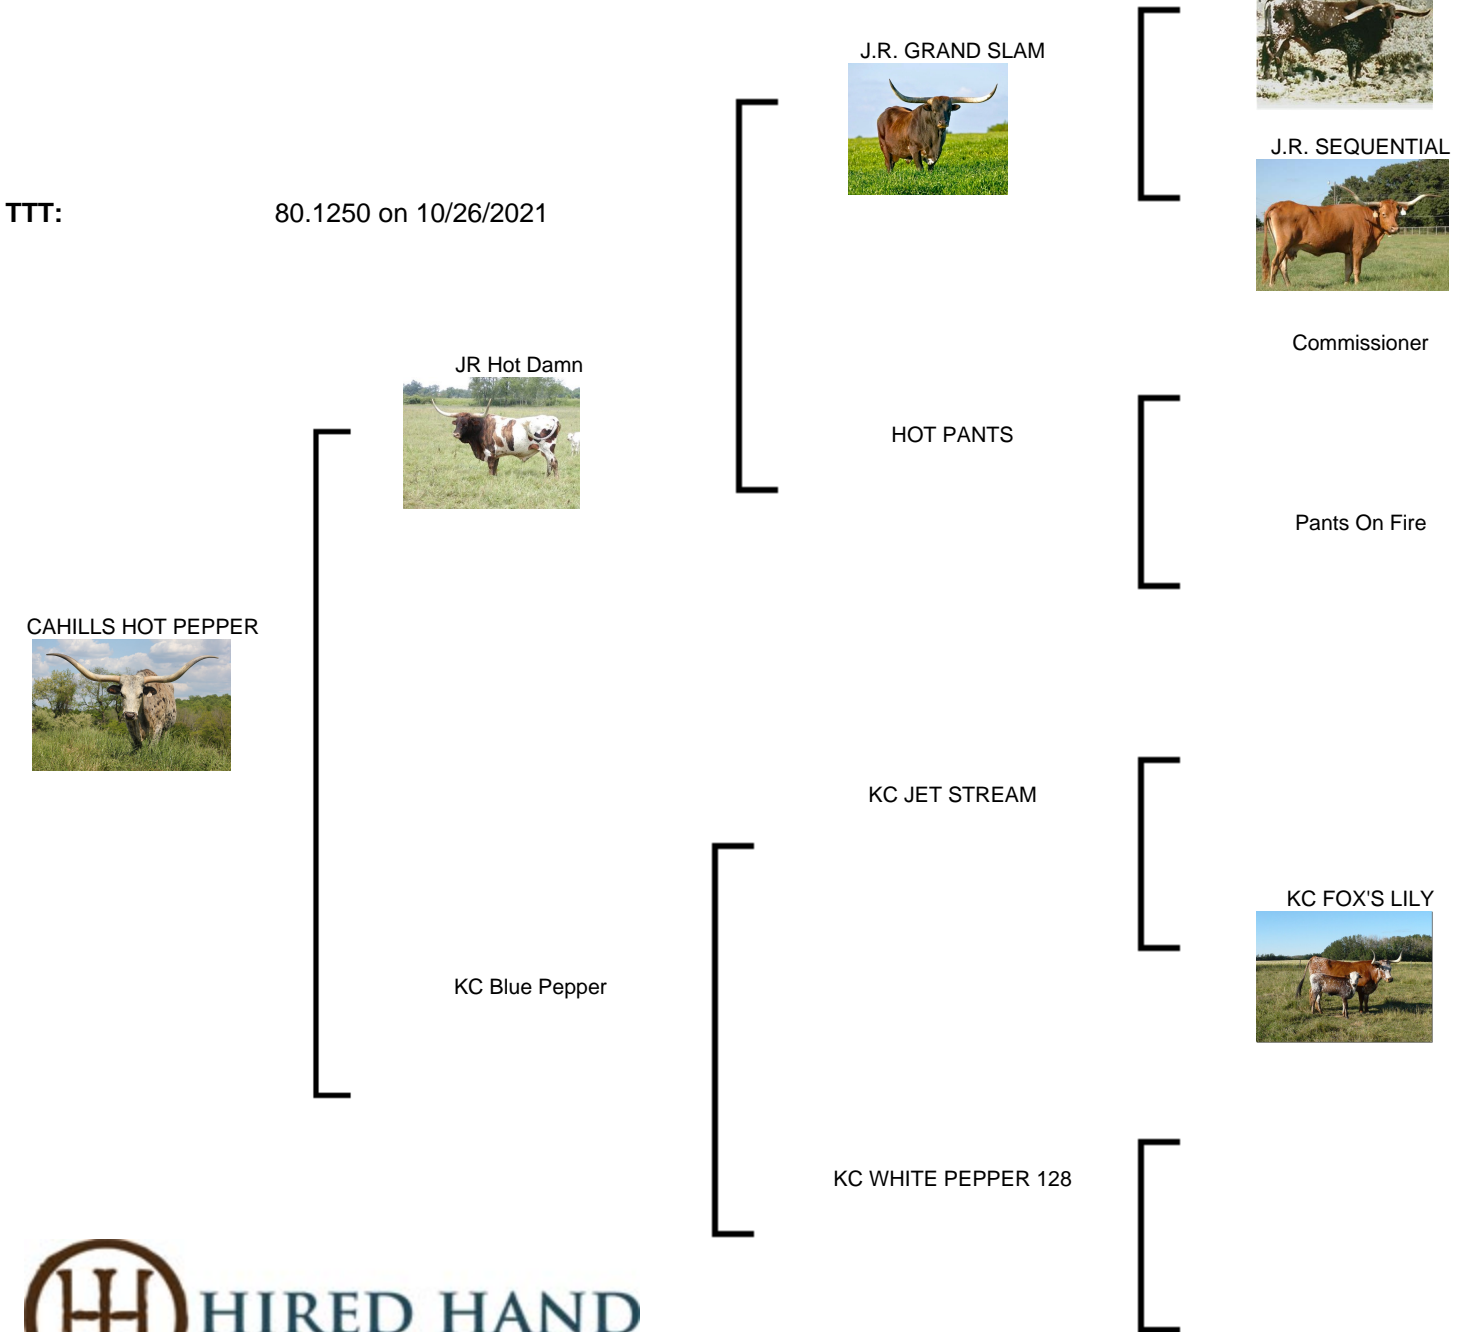 J.R. GRAND SLAM
J.R. SEQUENTIAL
TTT: 80.1250 on 10/26/2021
Commissioner
JR Hot Damn
HOT PANTS
Pants On Fire
CAHILLS HOT PEPPER
KC JET STREAM
KC FOX'S LILY
KC Blue Pepper
KC WHITE PEPPER 128
HIRED HAND